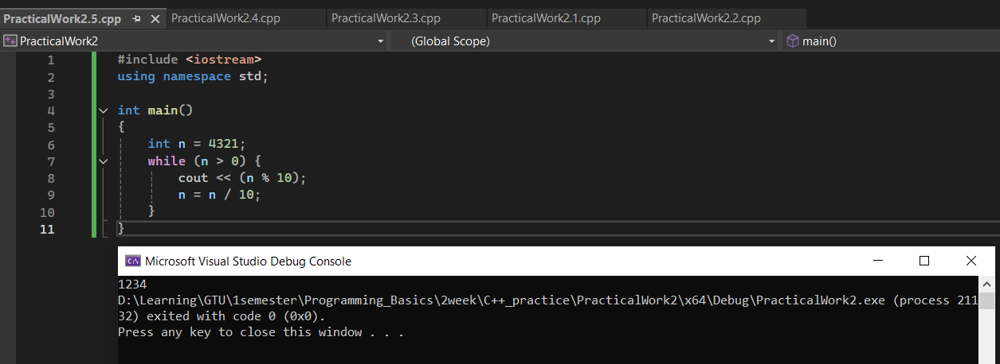 PracticalWork2.5.cpp PracticalWork2.4.cpp PracticalWork2.3.cpp PracticalWork2.1.cpp PracticalWork2.2.cpp
PracticalWork2 (Global Scope) main()
1 #include <iostream>
2 using namespace std;
3
4 int main()
5 {
6 int n = 4321;
7 while (n > 0) {
8 cout << (n % 10);
9 n = n / 10;
10 }
11 }
C:\ Microsoft Visual Studio Debug Console
1234
D:\Learning\GTU\1semester\Programming_Basics\2week\C++_practice\PracticalWork2\x64\Debug\PracticalWork2.exe (process 211
32) exited with code 0 (0x0).
Press any key to close this window . . .